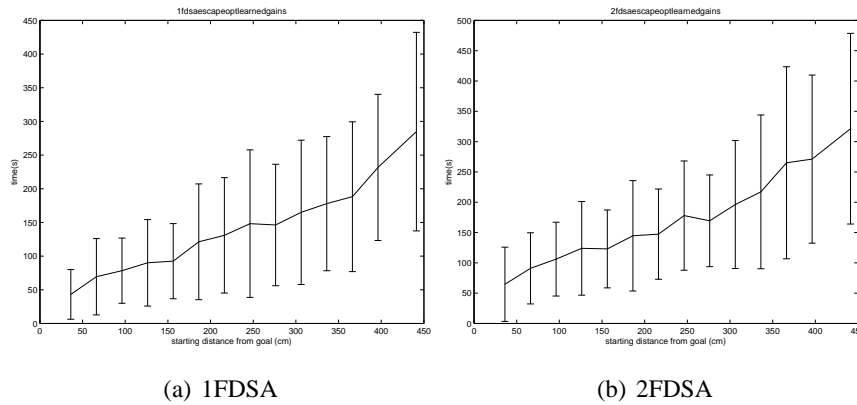 1fdsaescapeoptlearnedgains
450
400
350
300
250
200
150
100
50
0
time(s)
0 50 100 150 200 250 300 350 400 450
starting distance from goal (cm)
(a) 1FDSA
2fdsaescapeoptlearnedgains
500
450
400
350
300
250
200
150
100
50
0
time(s)
0 50 100 150 200 250 300 350 400 450
starting distance from goal (cm)
(b) 2FDSA